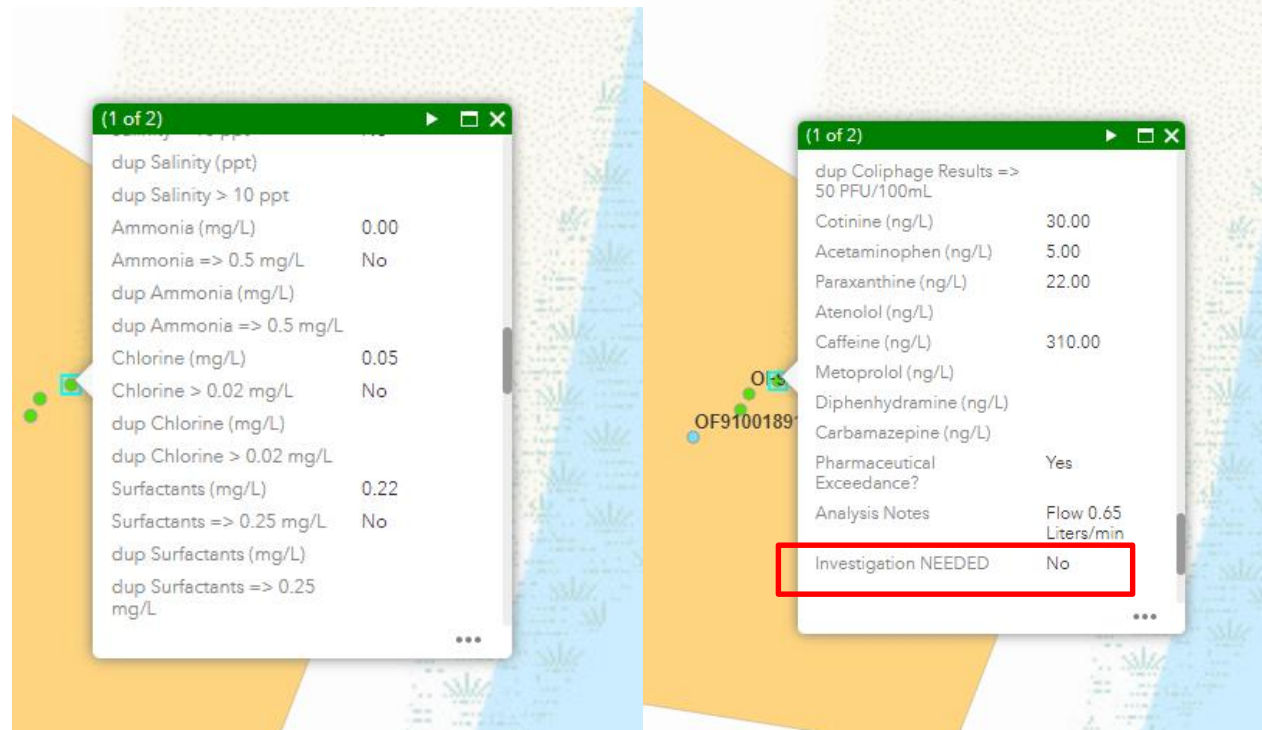 (1 of 2)
dup Salinity (ppt)
dup Salinity > 10 ppt
Ammonia (mg/L) 0.00
Ammonia => 0.5 mg/L No
dup Ammonia (mg/L)
dup Ammonia => 0.5 mg/L
Chlorine (mg/L) 0.05
Chlorine > 0.02 mg/L No
dup Chlorine (mg/L)
dup Chlorine > 0.02 mg/L
Surfactants (mg/L) 0.22
Surfactants => 0.25 mg/L No
dup Surfactants (mg/L)
dup Surfactants => 0.25
mg/L
(1 of 2)
dup Coliphage Results =>
50 PFU/100mL
Cotinine (ng/L) 30.00
Acetaminophen (ng/L) 5.00
Paraxanthine (ng/L) 22.00
Atenolol (ng/L)
Caffeine (ng/L) 310.00
Metoprolol (ng/L)
Diphenhydramine (ng/L)
Carbamazepine (ng/L)
Pharmaceutical Yes
Exceedance?
Analysis Notes Flow 0.65
Liters/min
Investigation NEEDED No
OF9100189